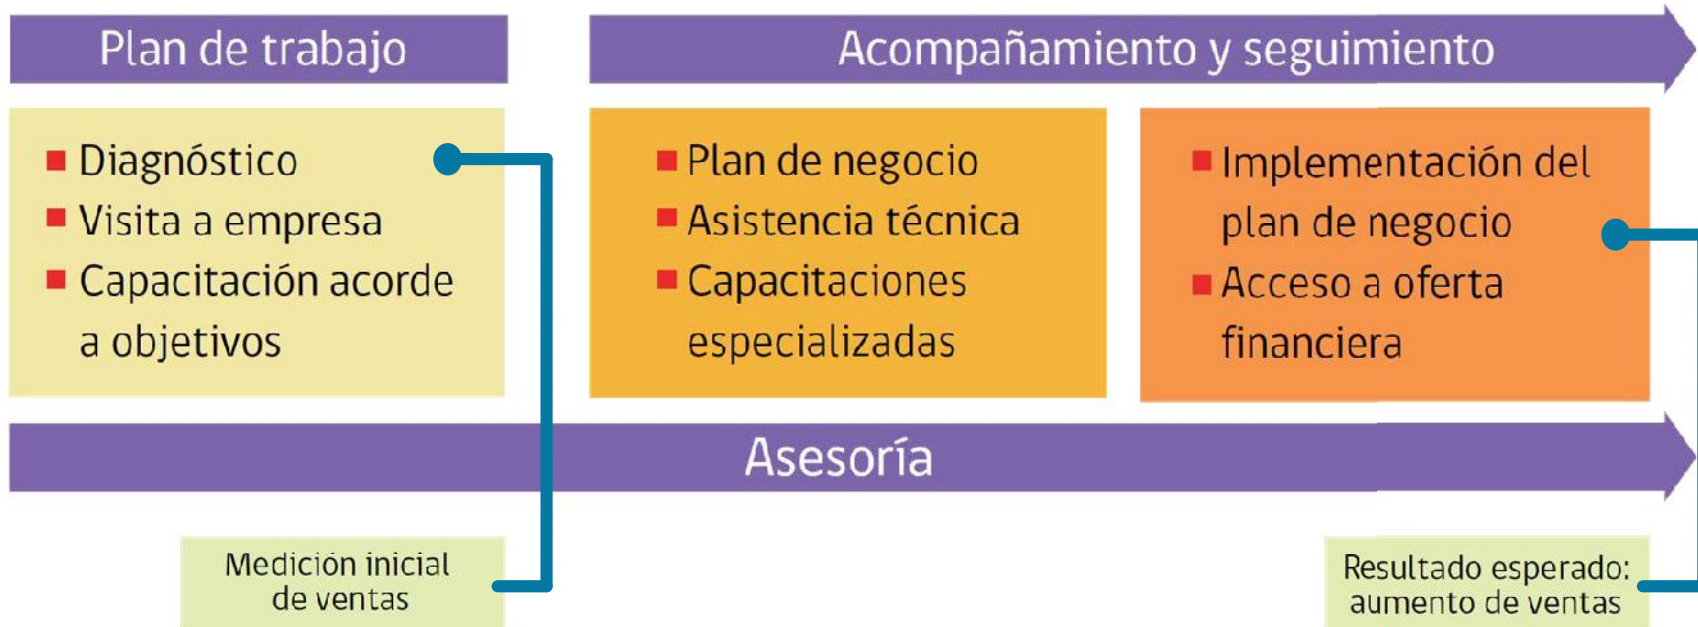 Plan de trabajo
Acompañamiento y seguimiento
Diagnóstico
Visita a empresa
Capacitación acorde
a objetivos
Plan de negocio
Asistencia técnica
Capacitaciones
especializadas
Implementación del
plan de negocio
Acceso a oferta
financiera
Asesoría
Medición inicial
de ventas
Resultado esperado:
aumento de ventas